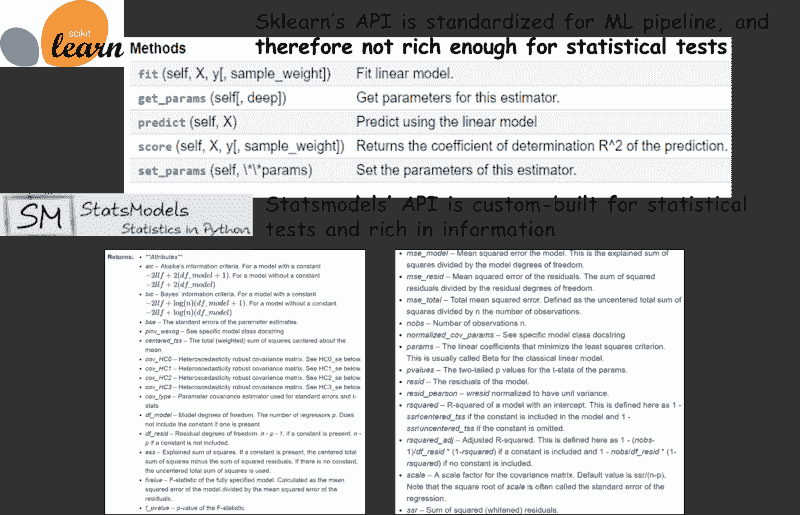 scikit
learn
Sklearn's API is standardized for ML pipeline, and
therefore not rich enough for statistical tests
Methods
fit (self, X, y[, sample_weight]) Fit linear model.
get_params (self[, deep]) Get parameters for this estimator.
predict (self, X) Predict using the linear model
score (self, X, y[, sample_weight]) Returns the coefficient of determination R^2 of the prediction.
set_params (self, \*\*params) Set the parameters of this estimator.
SM
StatsModels
Statistics in Python
Statsmodels' API is custom-built for statistical
tests and rich in information
Returns: • **Attributes**
• aic – Akaike's information criteria. For a model with a constant
−2llf + 2(df_model + 1). For a model without a constant
−2llf + 2(df_model)
• bic – Bayes' information criteria. For a model with a constant
−2llf + log(n)(df_model + 1). For a model without a constant
−2llf + log(n)(df_model)
• bse – The standard errors of the parameter estimates.
• pinv_wexog – See specific model class docstring
• centered_tss – The total (weighted) sum of squares centered about the
mean.
• cov_HC0 – Heteroscedasticity robust covariance matrix. See HC0_se below.
• cov_HC1 – Heteroscedasticity robust covariance matrix. See HC1_se below.
• cov_HC2 – Heteroscedasticity robust covariance matrix. See HC2_se below.
• cov_HC3 – Heteroscedasticity robust covariance matrix. See HC3_se below.
• cov_type – Parameter covariance estimator used for standard errors and t-
stats
• df_model – Model degrees of freedom. The number of regressors p. Does
not include the constant if one is present
• df_resid – Residual degrees of freedom. n - p - 1, if a constant is present. n -
p if a constant is not included.
• ess – Explained sum of squares. If a constant is present, the centered total
sum of squares minus the sum of squared residuals. If there is no constant,
the uncentered total sum of squares is used.
• fvalue – F-statistic of the fully specified model. Calculated as the mean
squared error of the model divided by the mean squared error of the
residuals.
• f_pvalue – p-value of the F-statistic
• mse_model – Mean squared error the model. This is the explained sum of
squares divided by the model degrees of freedom.
• mse_resid – Mean squared error of the residuals. The sum of squared
residuals divided by the residual degrees of freedom.
• mse_total – Total mean squared error. Defined as the uncentered total sum of
squares divided by n the number of observations.
• nobs – Number of observations n.
• normalized_cov_params – See specific model class docstring
• params – The linear coefficients that minimize the least squares criterion.
This is usually called Beta for the classical linear model.
• pvalues – The two-tailed p values for the t-stats of the params.
• resid – The residuals of the model.
• resid_pearson – wresid normalized to have unit variance.
• rsquared – R-squared of a model with an intercept. This is defined here as 1 -
ssr/centered_tss if the constant is included in the model and 1 -
ssr/uncentered_tss if the constant is omitted.
• rsquared_adj – Adjusted R-squared. This is defined here as 1 - (nobs-
1)/df_resid * (1-rsquared) if a constant is included and 1 - nobs/df_resid * (1-
rsquared) if no constant is included.
• scale – A scale factor for the covariance matrix. Default value is ssr/(n-p).
Note that the square root of scale is often called the standard error of the
regression.
• ssr – Sum of squared (whitened) residuals.